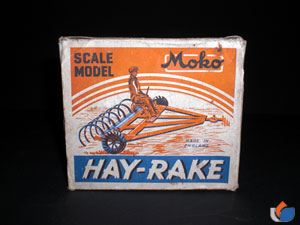 SCALE
MODEL
Moko
MADE IN
ENGLAND
HAY-RAKE